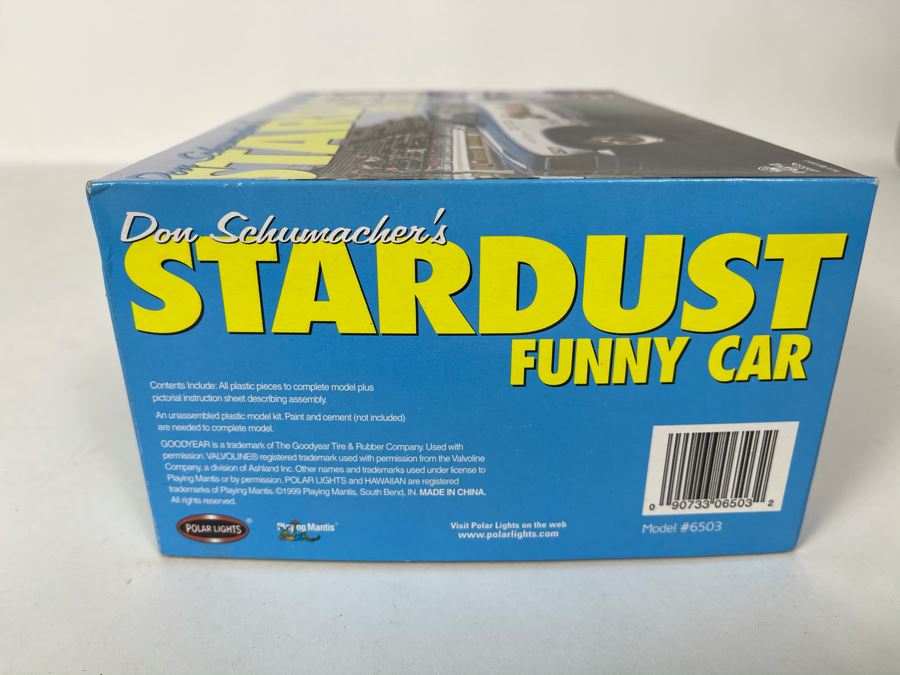 Don Schumacher's
STARDUST
FUNNY CAR
Contents Include: All plastic pieces to complete model plus
pictorial instruction sheet describing assembly.
An unassembled plastic model kit. Paint and cement (not included)
are needed to complete model.
GOODYEAR is a trademark of The Goodyear Tire & Rubber Company. Used with
permission. VALVOLINE® registered trademark used with permission from the Valvoline
Company, a division of Ashland Inc. Other names and trademarks used under license to
Playing Mantis or by permission. POLAR LIGHTS and HAWAIIAN are registered
trademarks of Playing Mantis. ©1999 Playing Mantis, South Bend, IN. MADE IN CHINA.
All rights reserved.
POLAR LIGHTS®
Playing Mantis®
Visit Polar Lights on the web
www.polarlights.com
0 90733 06503 2
Model #6503